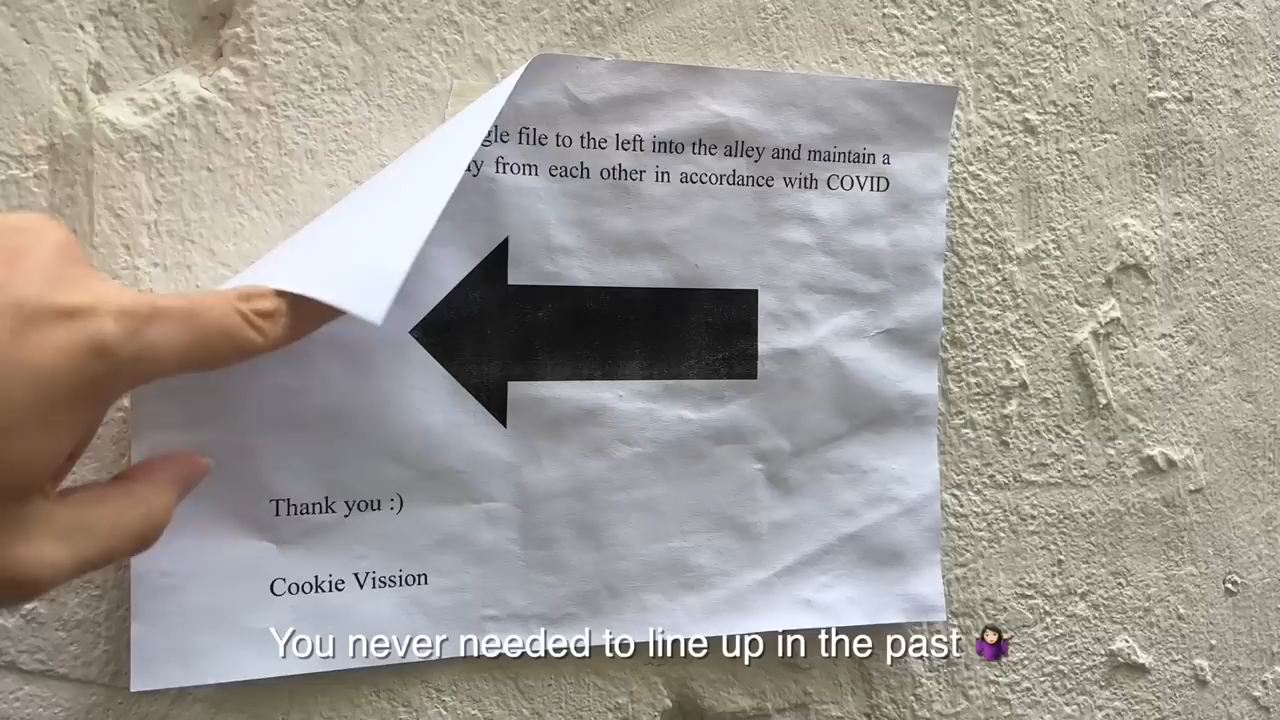 file to the left into the alley and maintain a
from each other in accordance with COVID
Thank you :)
Cookie Vission
You never needed to line up in the past 🤷🏻‍♀️